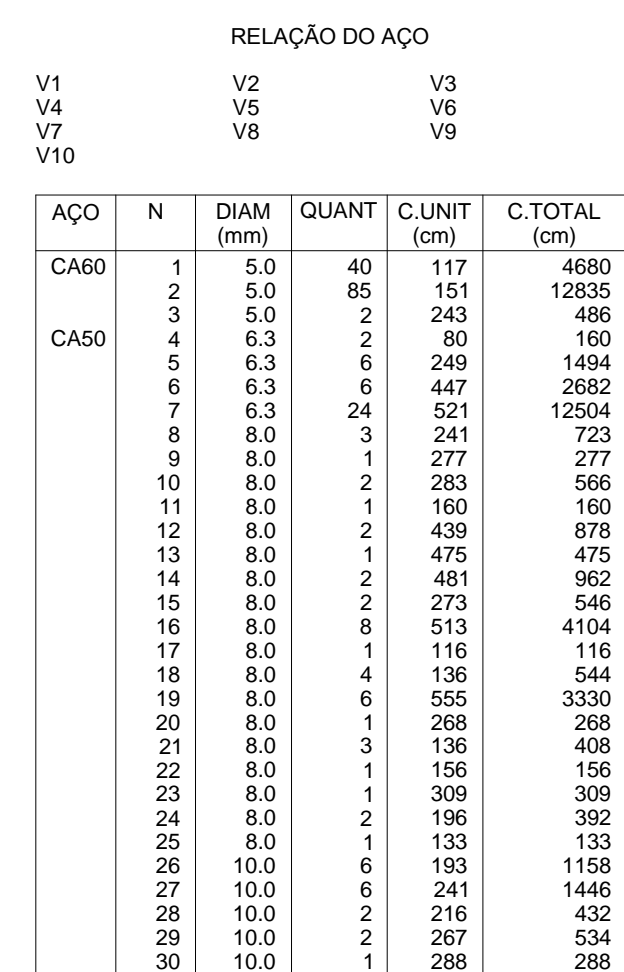 RELAÇÃO DO AÇO
V1 V2 V3
V4 V5 V6
V7 V8 V9
V10
AÇO N DIAM QUANT C.UNIT C.TOTAL
(mm) (cm) (cm)
CA60 1 5.0 40 117 4680
2 5.0 85 151 12835
3 5.0 2 243 486
CA50 4 6.3 2 80 160
5 6.3 6 249 1494
6 6.3 6 447 2682
7 6.3 24 521 12504
8 8.0 3 241 723
9 8.0 1 277 277
10 8.0 2 283 566
11 8.0 1 160 160
12 8.0 2 439 878
13 8.0 1 475 475
14 8.0 2 481 962
15 8.0 2 273 546
16 8.0 8 513 4104
17 8.0 1 116 116
18 8.0 4 136 544
19 8.0 6 555 3330
20 8.0 1 268 268
21 8.0 3 136 408
22 8.0 1 156 156
23 8.0 1 309 309
24 8.0 2 196 392
25 8.0 1 133 133
26 10.0 6 193 1158
27 10.0 6 241 1446
28 10.0 2 216 432
29 10.0 2 267 534
30 10.0 1 288 288